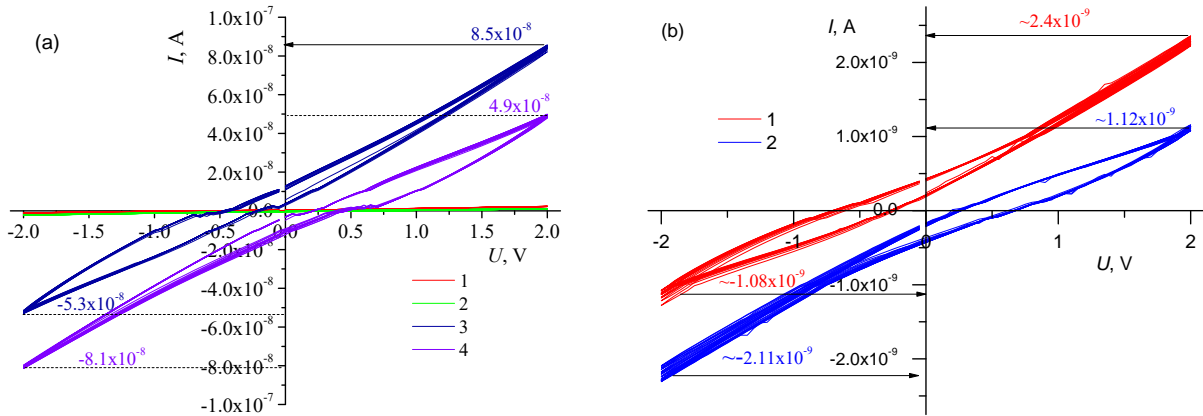 (a)
I, A
1.0x10⁻⁷
8.0x10⁻⁸
6.0x10⁻⁸
4.0x10⁻⁸
2.0x10⁻⁸
0.0
-2.0x10⁻⁸
-4.0x10⁻⁸
-6.0x10⁻⁸
-8.0x10⁻⁸
-1.0x10⁻⁷
-2.0 -1.5 -1.0 -0.5 0.0 0.5 1.0 1.5 2.0
U, V
8.5x10⁻⁸
4.9x10⁻⁸
-5.3x10⁻⁸
-8.1x10⁻⁸
1
2
3
4
(b)
I, A
2.0x10⁻⁹
1.0x10⁻⁹
0.0
-1.0x10⁻⁹
-2.0x10⁻⁹
-2 -1 0 1 2
U, V
~2.4x10⁻⁹
~1.12x10⁻⁹
~-1.08x10⁻⁹
~-2.11x10⁻⁹
1
2